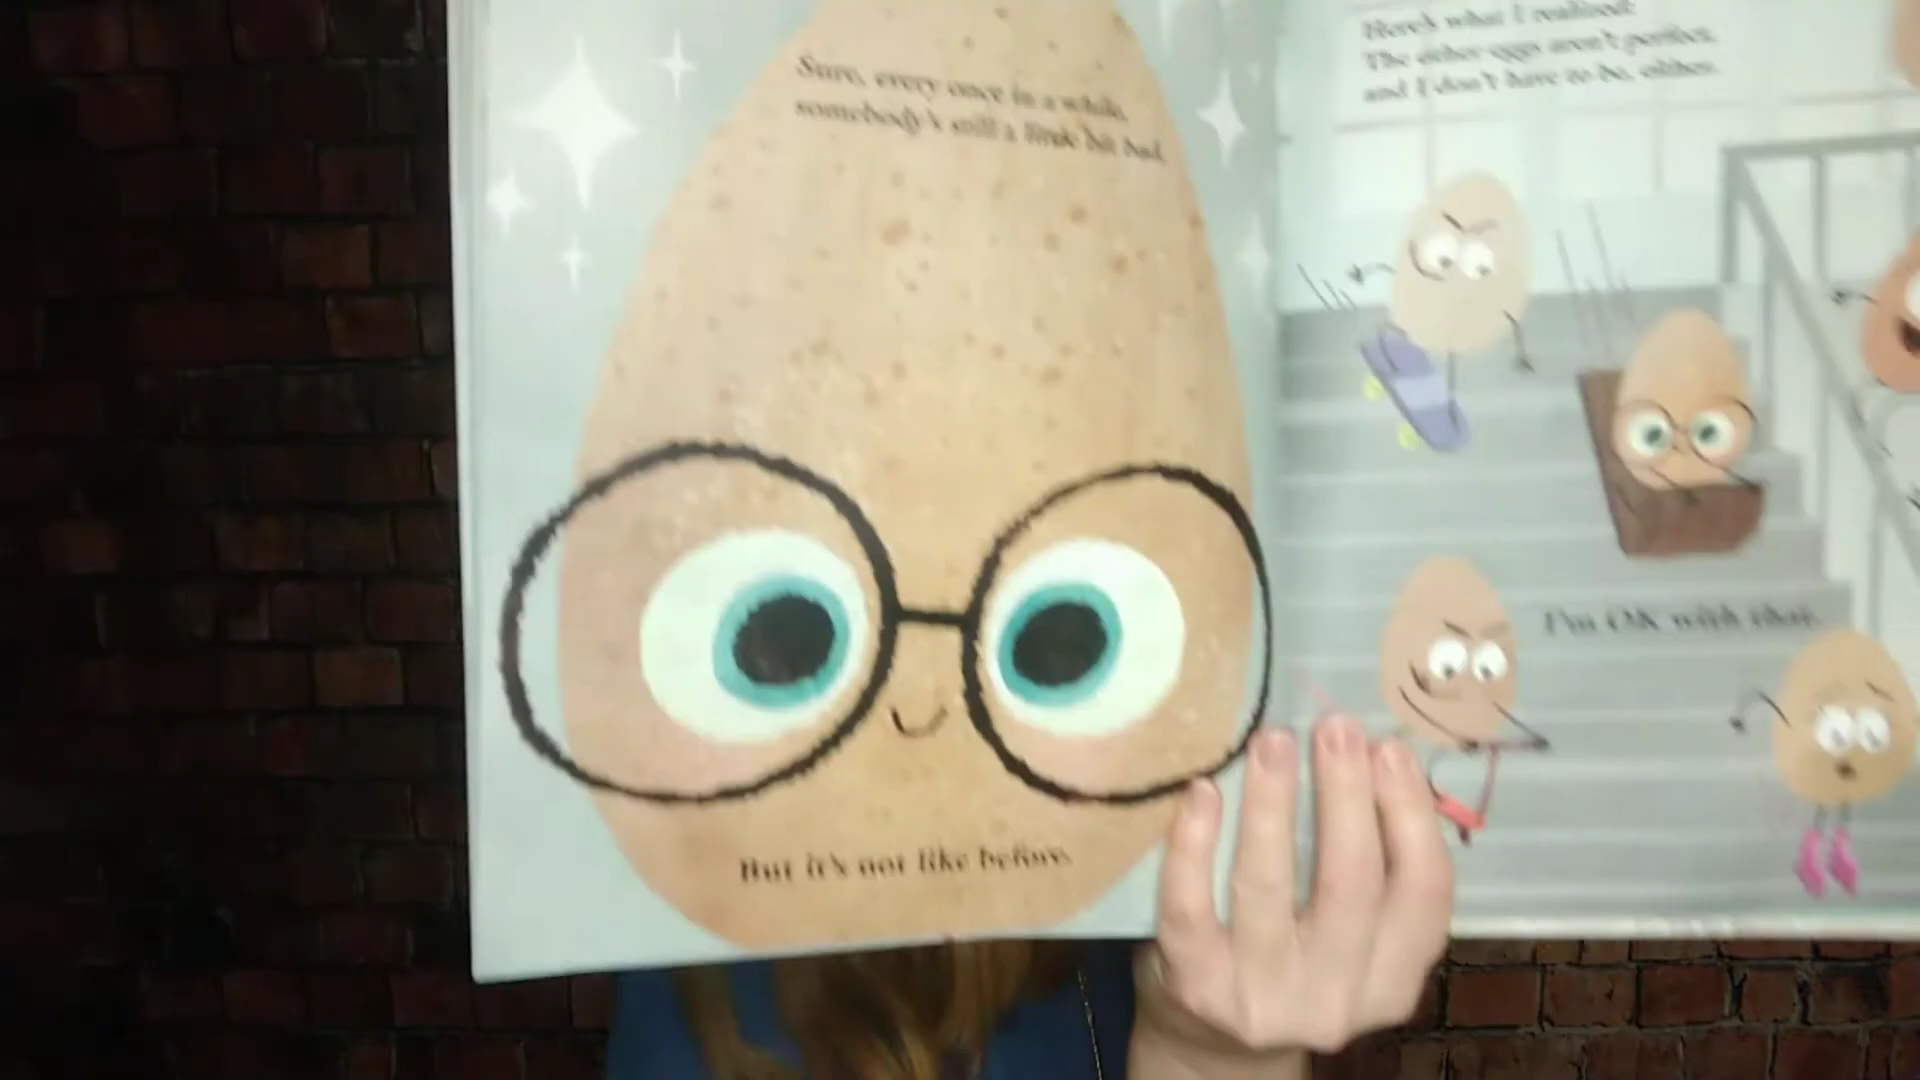 Sure, every once in a while,
somebody's still a little bit bad.
But it's not like before.
Here's what I realized:
The other eggs aren't perfect,
and I don't have to be, either.
I'm OK with that.